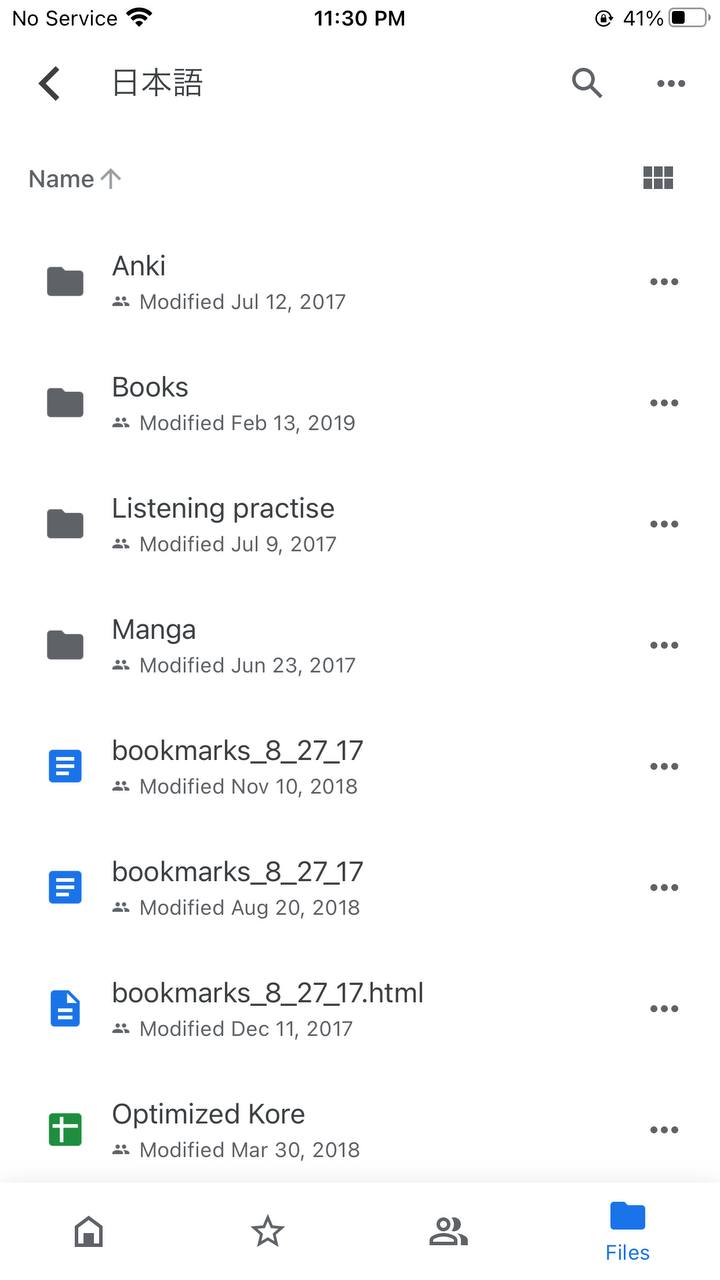 No Service 11:30 PM 41%
日本語
Name
Anki
Modified Jul 12, 2017
Books
Modified Feb 13, 2019
Listening practise
Modified Jul 9, 2017
Manga
Modified Jun 23, 2017
bookmarks_8_27_17
Modified Nov 10, 2018
bookmarks_8_27_17
Modified Aug 20, 2018
bookmarks_8_27_17.html
Modified Dec 11, 2017
Optimized Kore
Modified Mar 30, 2018
Files